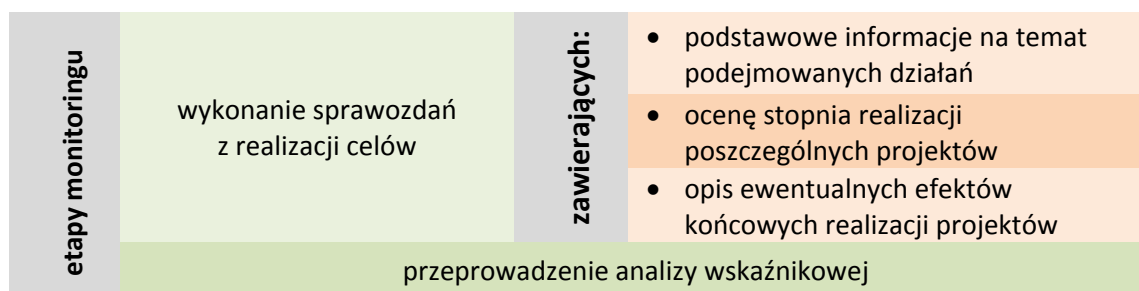 etapy monitoringu
wykonanie sprawozdań
z realizacji celów
zawierających:
• podstawowe informacje na temat
podejmowanych działań
• ocenę stopnia realizacji
poszczególnych projektów
• opis ewentualnych efektów
końcowych realizacji projektów
przeprowadzenie analizy wskaźnikowej